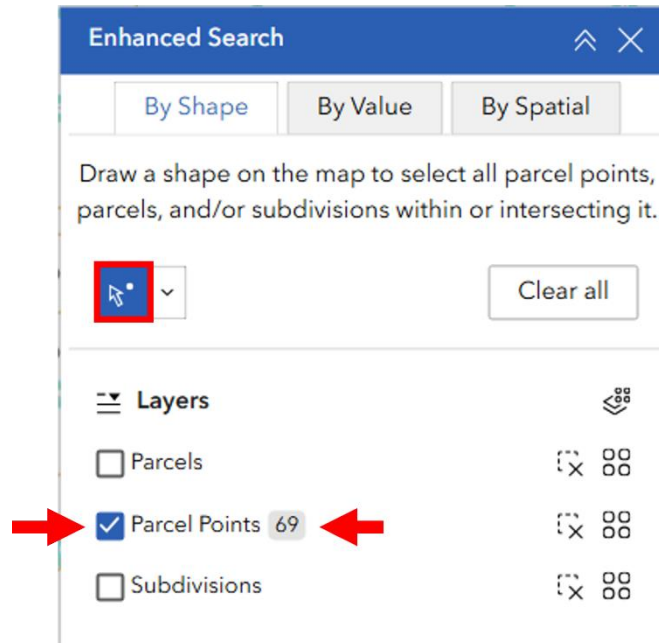 Enhanced Search
By Shape By Value By Spatial
Draw a shape on the map to select all parcel points,
parcels, and/or subdivisions within or intersecting it.
Clear all
Layers
Parcels
Parcel Points 69
Subdivisions